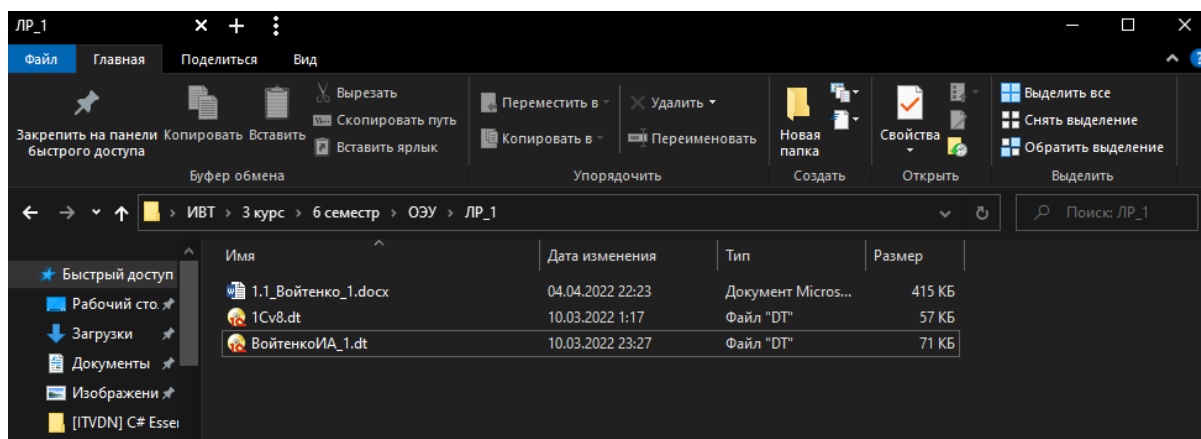 ЛР_1
Файл Главная Поделиться Вид
Закрепить на панели быстрого доступа
Копировать
Вставить
Вырезать
Скопировать путь
Вставить ярлык
Буфер обмена
Переместить в
Копировать в
Удалить
Переименовать
Упорядочить
Новая папка
Создать
Свойства
Открыть
Выделить все
Снять выделение
Обратить выделение
Выделить
ИВТ > 3 курс > 6 семестр > ОЭУ > ЛР_1
Поиск: ЛР_1
Быстрый доступ
Рабочий сто.
Загрузки
Документы
Изображени
[ITVDN] C# Esse
Имя Дата изменения Тип Размер
1.1_Войтенко_1.docx 04.04.2022 22:23 Документ Micros... 415 КБ
1Cv8.dt 10.03.2022 1:17 Файл "DT" 57 КБ
ВойтенкоИА_1.dt 10.03.2022 23:27 Файл "DT" 71 КБ